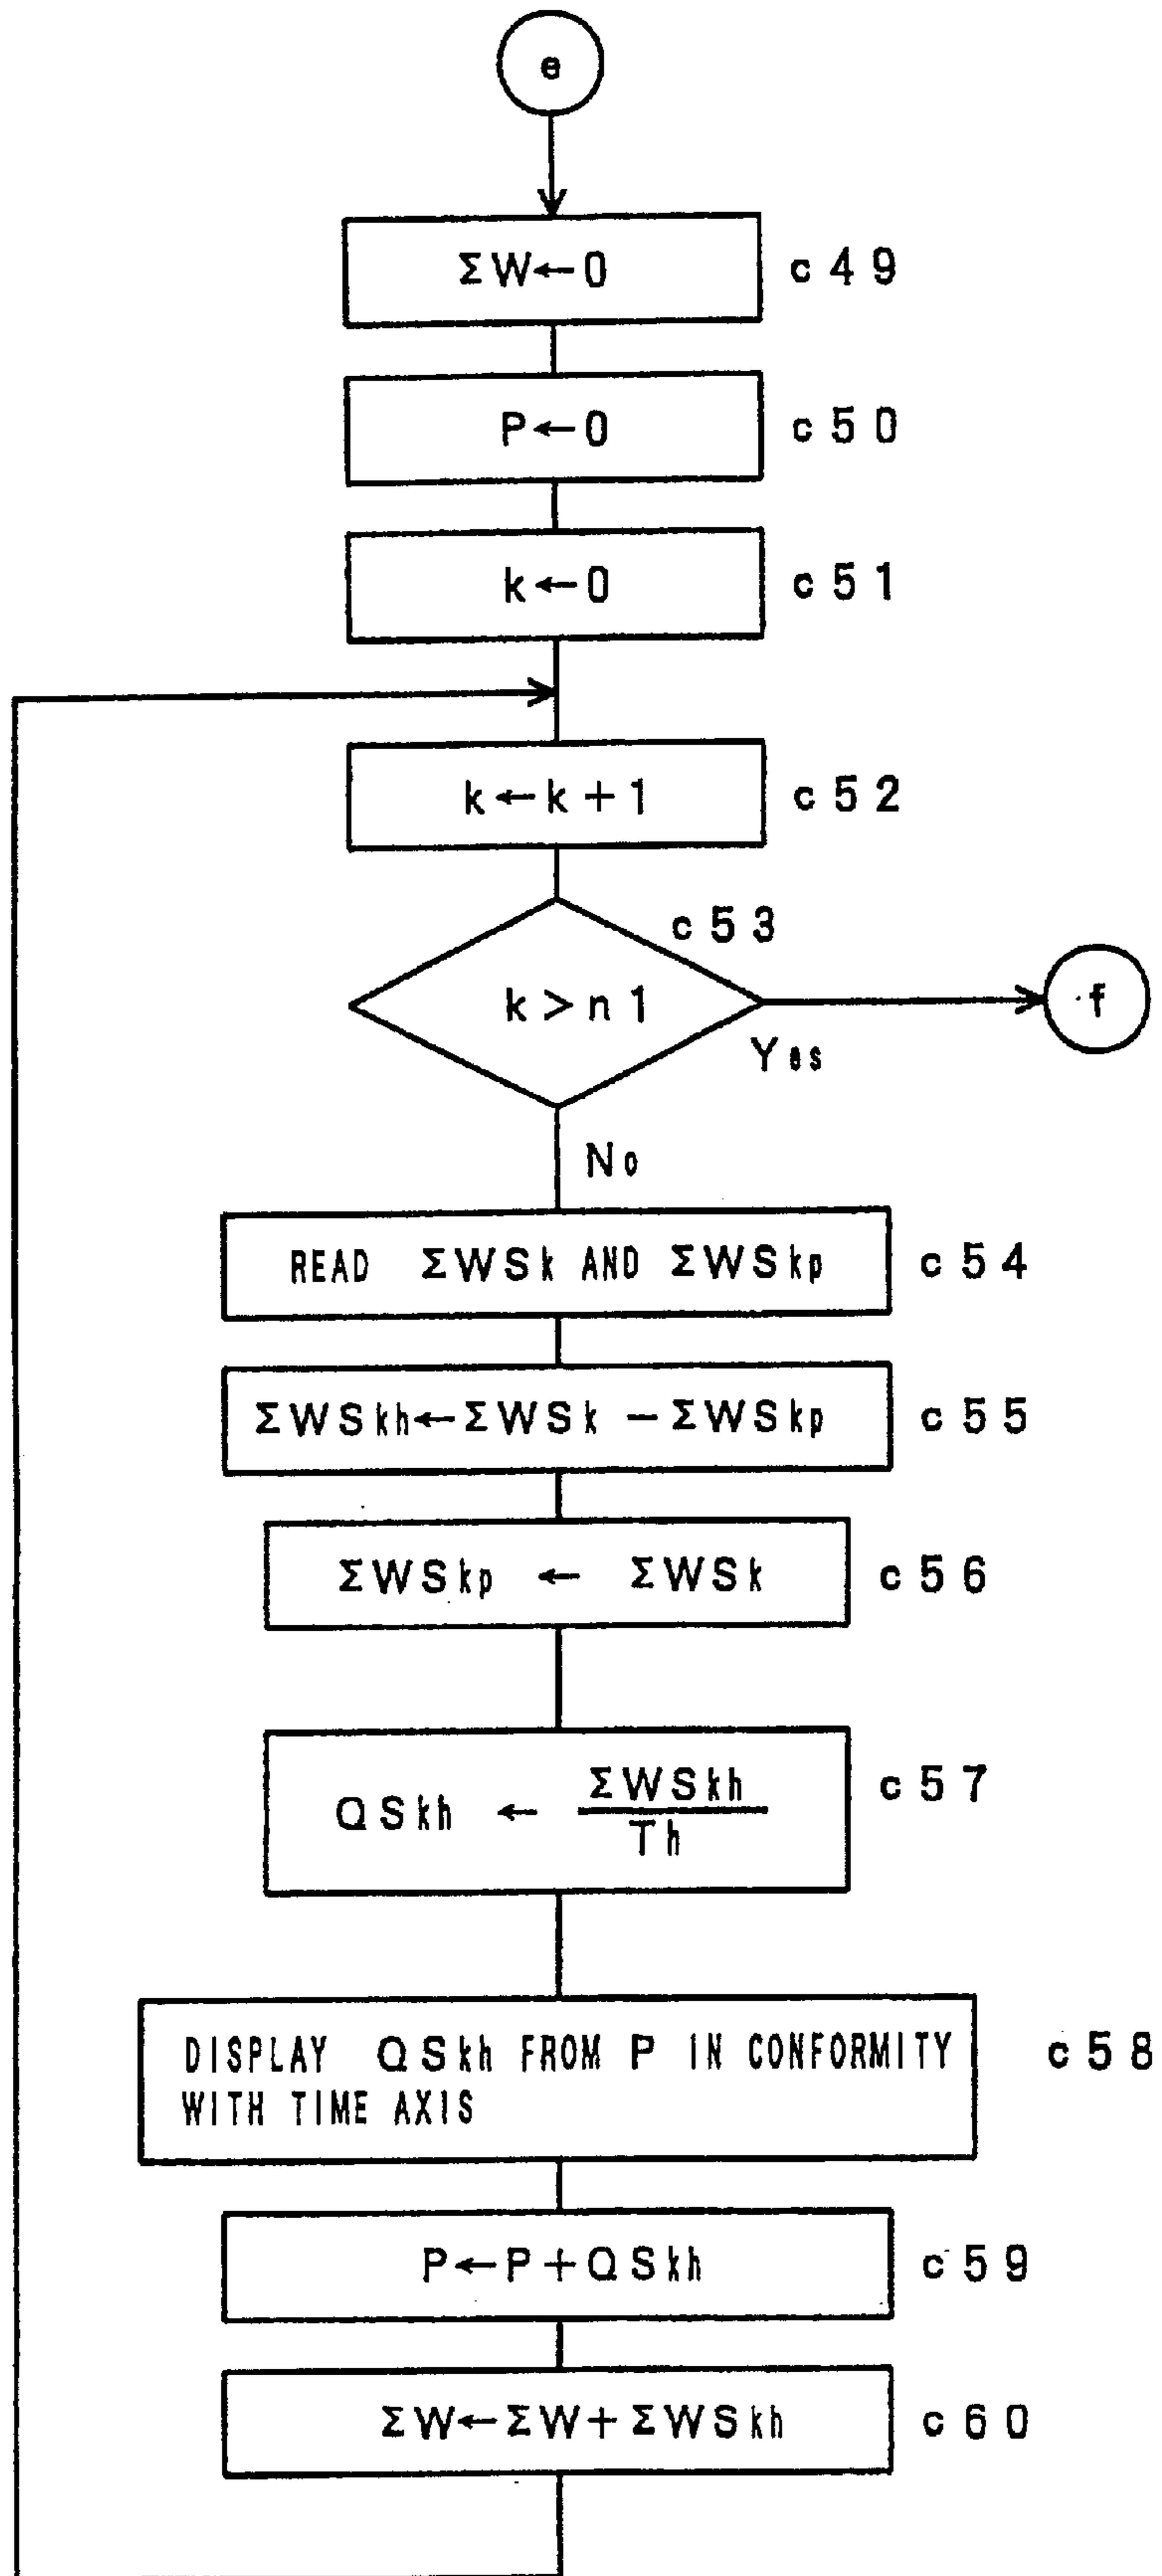 e
ΣW←0 c49
P←0 c50
k←0 c51
k←k+1 c52
c53
k>n1
f
Yes
No
READ ΣWSk AND ΣWSkp c54
ΣWSkh←ΣWSk −ΣWSkp c55
ΣWSkp ← ΣWSk c56
c57
ΣWSkh
QSkh ←
Th
DISPLAY QSkh FROM P IN CONFORMITY c58
WITH TIME AXIS
P←P+QSkh c59
ΣW←ΣW+ΣWSkh c60